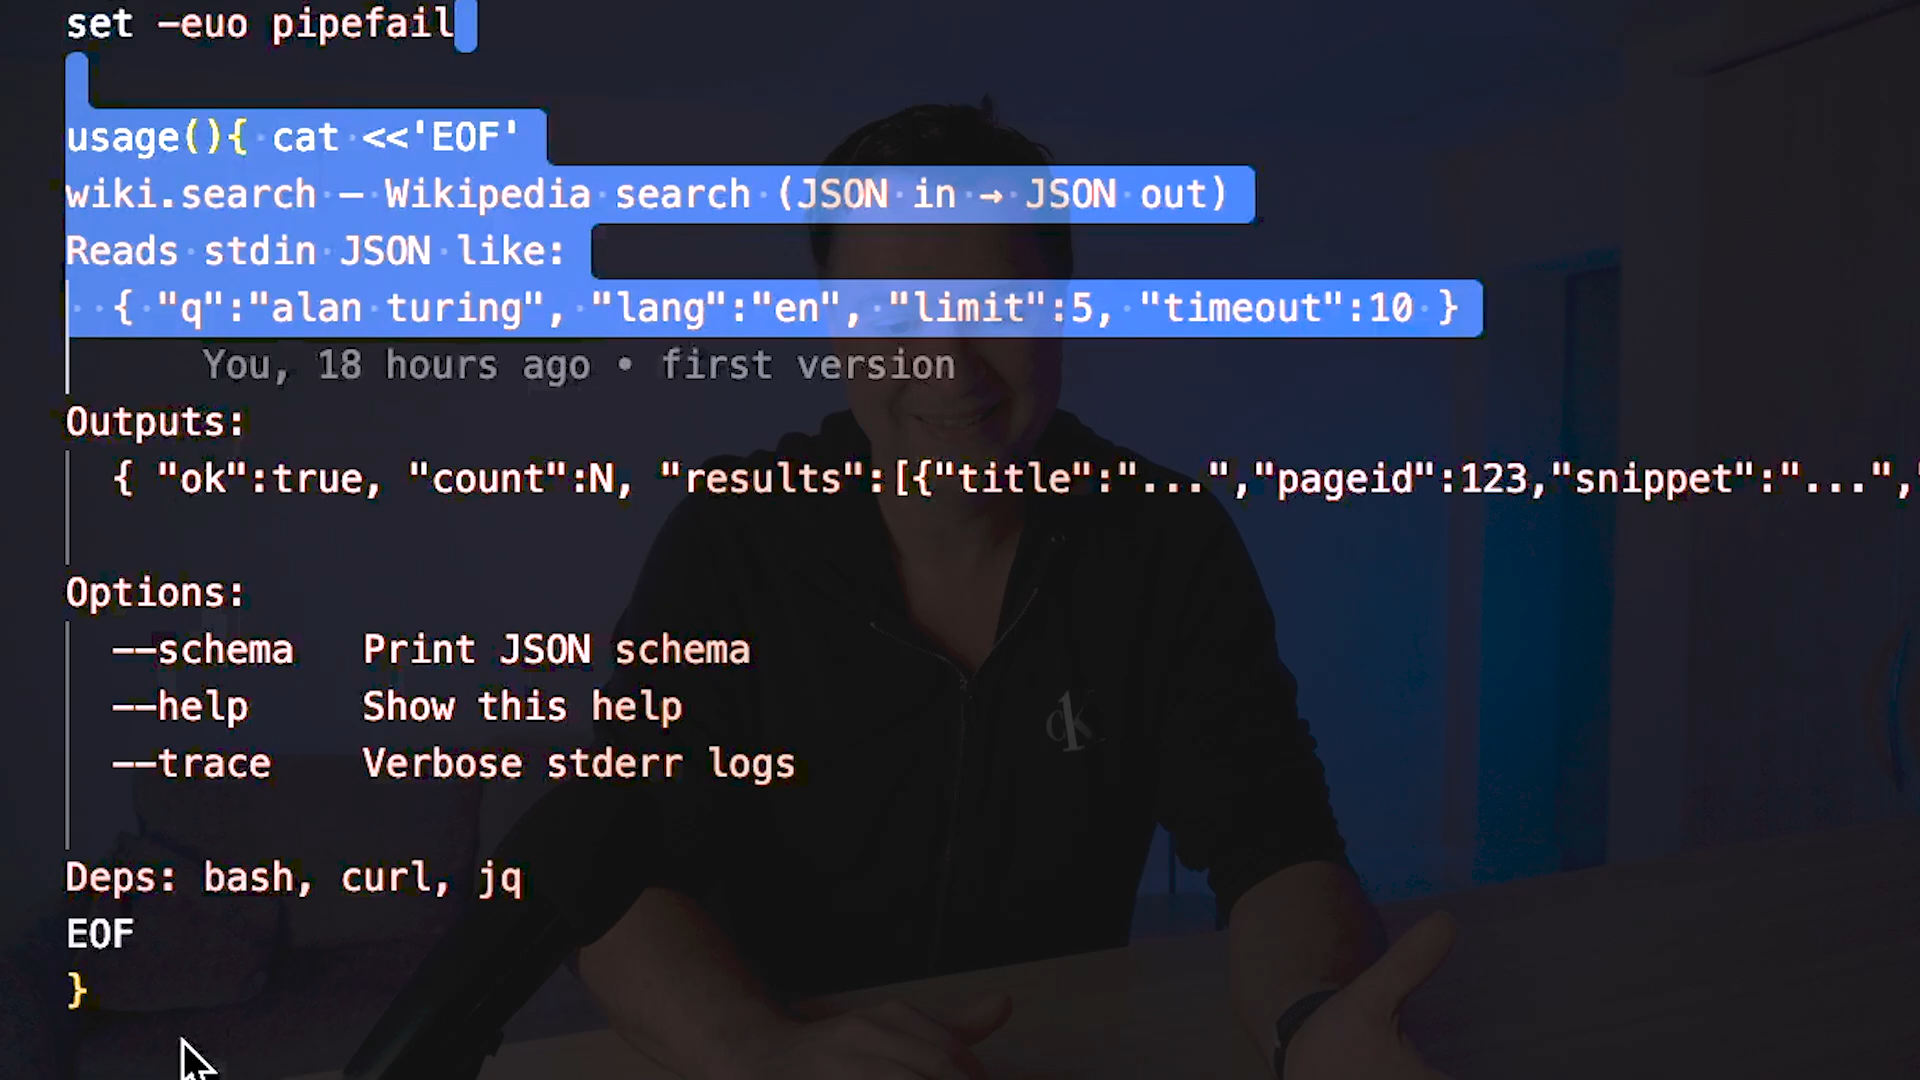 set -euo pipefail
usage(){ cat <<'EOF'
wiki.search — Wikipedia search (JSON in → JSON out)
Reads stdin JSON like:
  { "q":"alan turing", "lang":"en", "limit":5, "timeout":10 }
You, 18 hours ago • first version
Outputs:
  { "ok":true, "count":N, "results":[{"title":"...","pageid":123,"snippet":"...","
Options:
  --schema   Print JSON schema
  --help     Show this help
  --trace    Verbose stderr logs
Deps: bash, curl, jq
EOF
}
cK